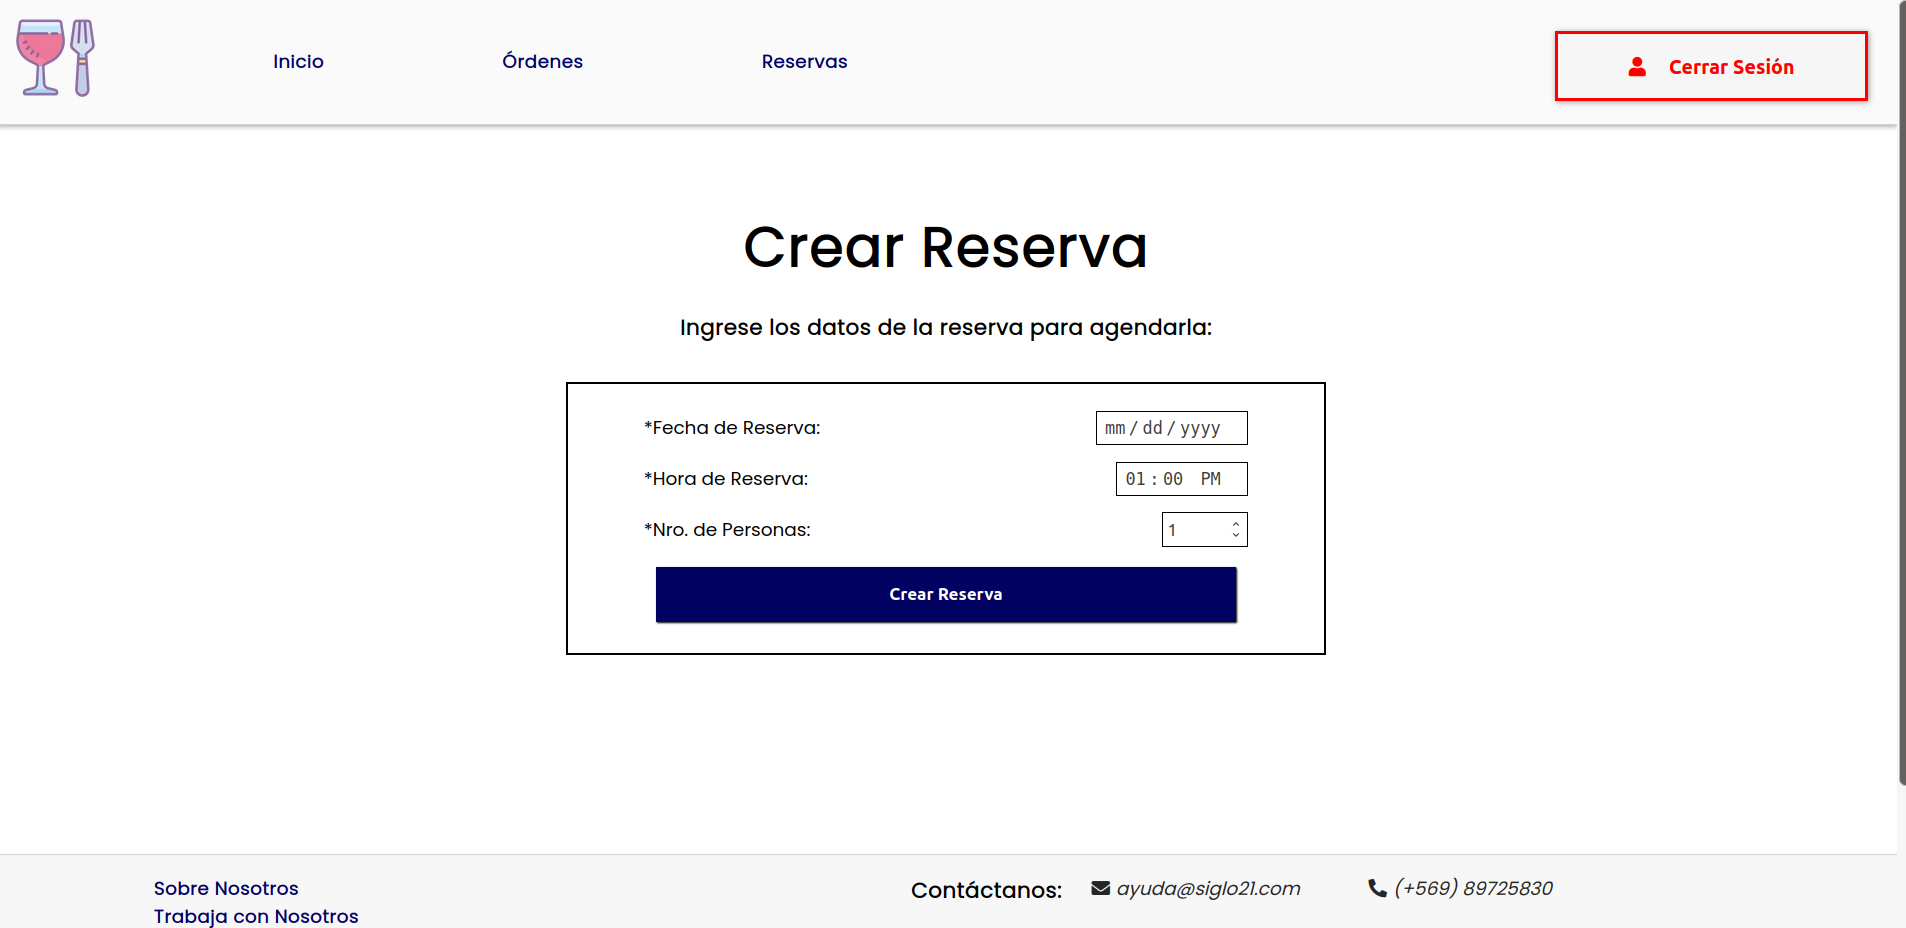 Inicio Órdenes Reservas Cerrar Sesión
Crear Reserva
Ingrese los datos de la reserva para agendarla:
*Fecha de Reserva: mm/dd/yyyy
*Hora de Reserva: 01:00 PM
*Nro. de Personas: 1
Crear Reserva
Sobre Nosotros
Trabaja con Nosotros
Contáctanos: ayuda@siglo21.com (+569) 89725830